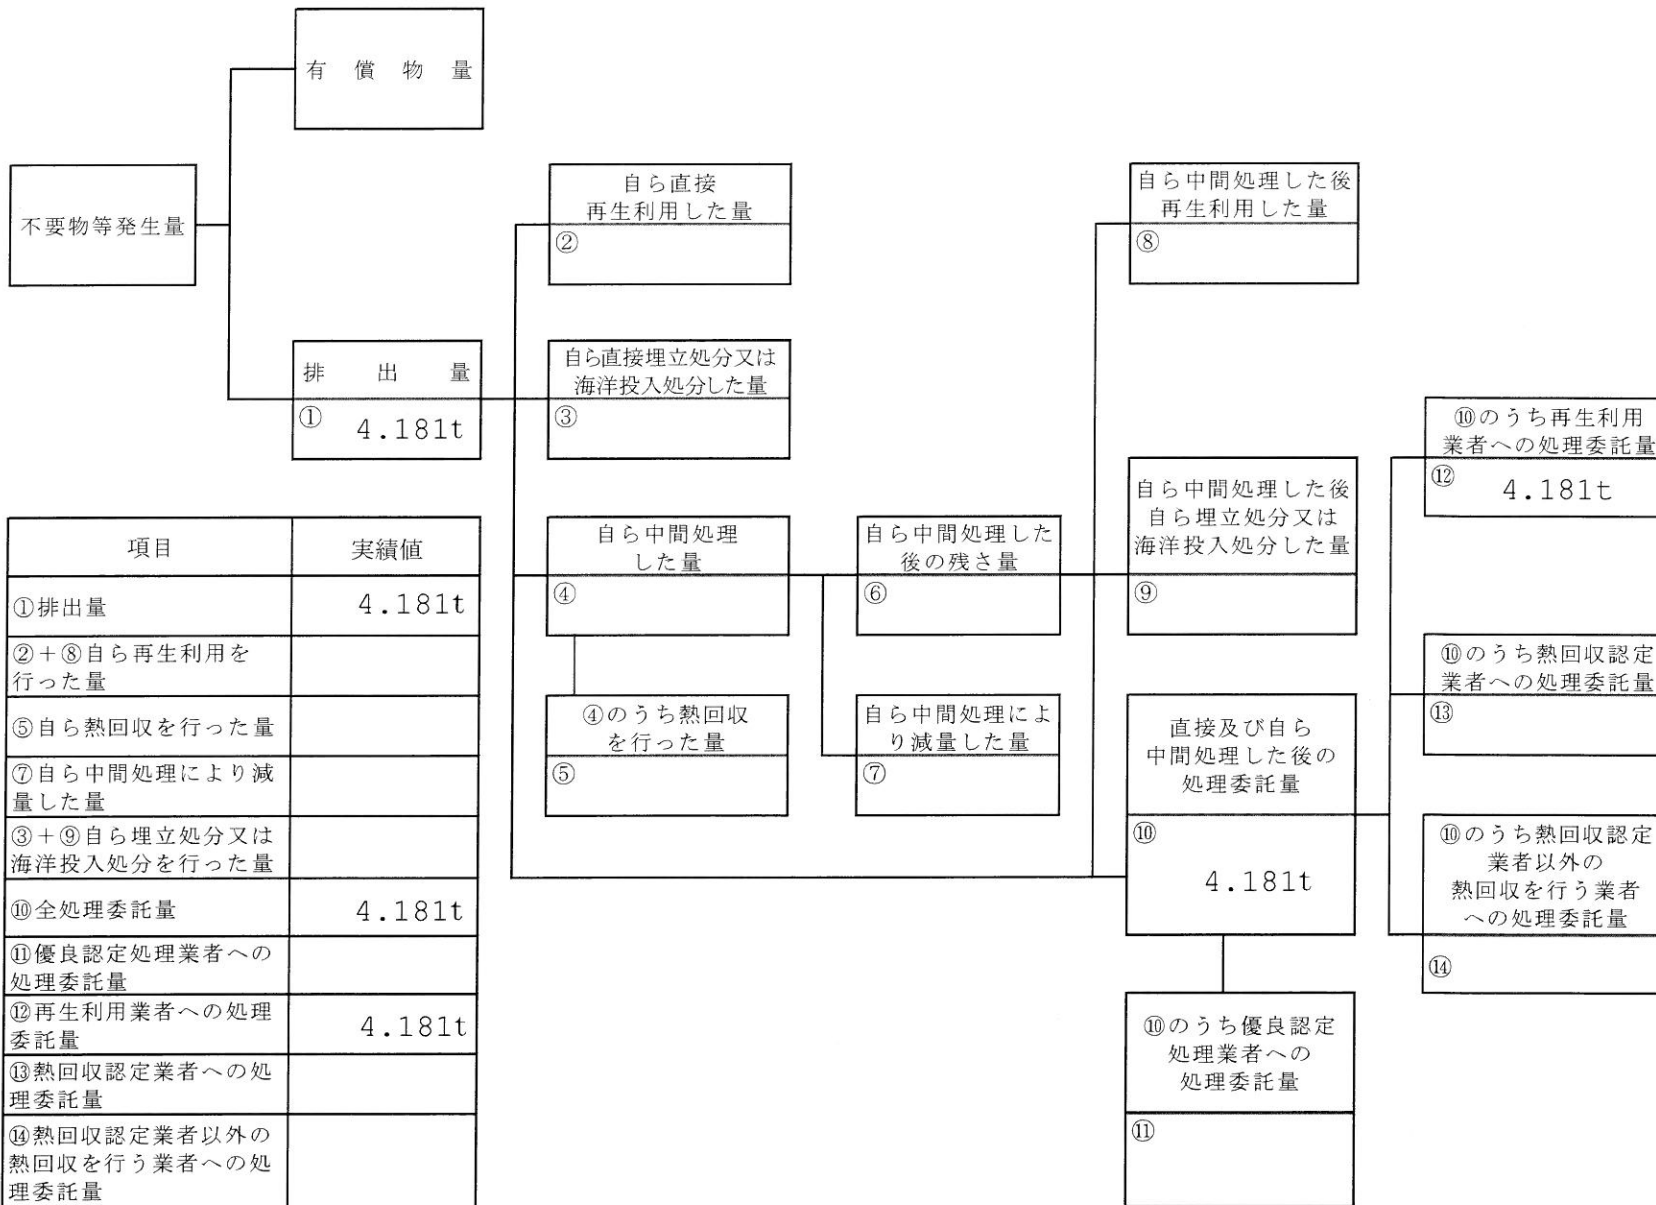 有償物量
不要物等発生量
排出量
① 4.181t
自ら直接
再生利用した量
②
自ら直接埋立処分又は
海洋投入処分した量
③
自ら中間処理
した量
④
④のうち熱回収
を行った量
⑤
自ら中間処理した
後の残さ量
⑥
自ら中間処理によ
り減量した量
⑦
自ら中間処理した後
再生利用した量
⑧
自ら中間処理した後
自ら埋立処分又は
海洋投入処分した量
⑨
直接及び自ら
中間処理した後の
処理委託量
⑩
4.181t
⑩のうち優良認定
処理業者への
処理委託量
⑪
⑩のうち再生利用
業者への処理委託量
⑫ 4.181t
⑩のうち熱回収認定
業者への処理委託量
⑬
⑩のうち熱回収認定
業者以外の
熱回収を行う業者
への処理委託量
⑭
項目 実績値
①排出量 4.181t
②+⑧自ら再生利用を
行った量
⑤自ら熱回収を行った量
⑦自ら中間処理により減
量した量
③+⑨自ら埋立処分又は
海洋投入処分を行った量
⑩全処理委託量 4.181t
⑪優良認定処理業者への
処理委託量
⑫再生利用業者への処理
委託量 4.181t
⑬熱回収認定業者への処
理委託量
⑭熱回収認定業者以外の
熱回収を行う業者への処
理委託量